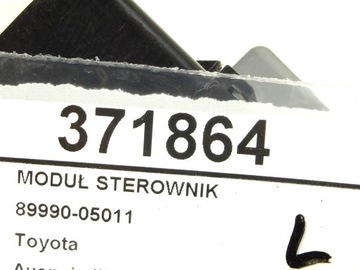 371864
MODUŁ STEROWNIK
89990-05011
Toyota
L